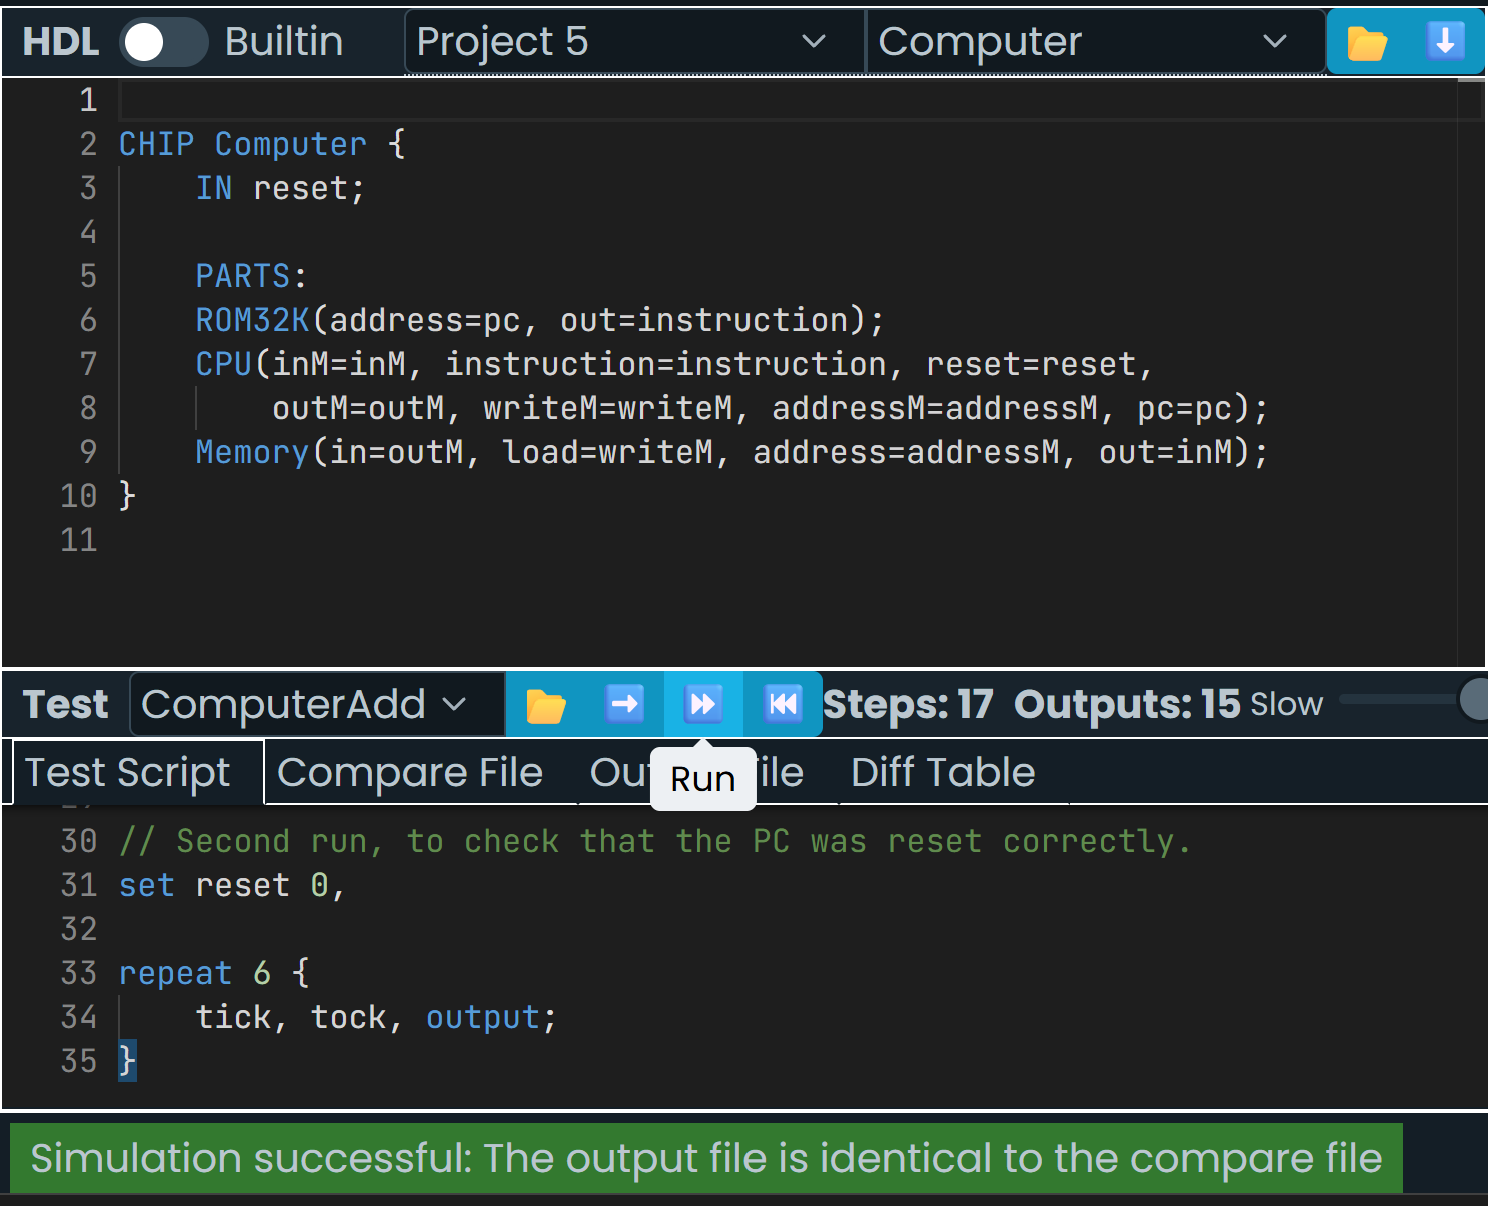 HDL Builtin Project 5 Computer
1
2 CHIP Computer {
3 IN reset;
4
5 PARTS:
6 ROM32K(address=pc, out=instruction);
7 CPU(inM=inM, instruction=instruction, reset=reset,
8 outM=outM, writeM=writeM, addressM=addressM, pc=pc);
9 Memory(in=outM, load=writeM, address=addressM, out=inM);
10 }
11
Test ComputerAdd Steps: 17 Outputs: 15 Slow
Test Script Compare File Diff Table
Run
30 // Second run, to check that the PC was reset correctly.
31 set reset 0,
32
33 repeat 6 {
34 tick, tock, output;
35 }
Simulation successful: The output file is identical to the compare file